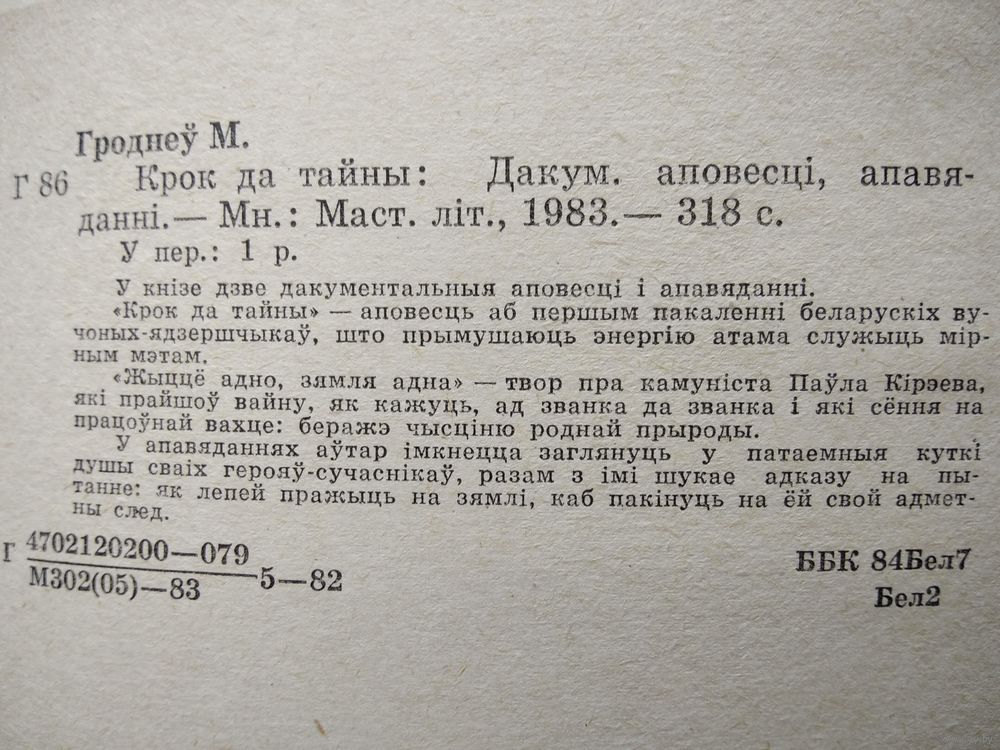 Гроднеў М.
Г 86 Крок да тайны: Дакум. аповесці, апавя-
данні.— Мн.: Маст. літ., 1983.— 318 с.
У пер.: 1 р.
У кнізе дзве дакументальныя аповесці і апавяданні.
«Крок да тайны» — аповесць аб першым пакаленні беларускіх ву-
чоных-ядзершчыкаў, што прымушаюць энергію атама служыць мір-
ным мэтам.
«Жыццё адно, зямля адна» — твор пра камуніста Паўла Кірэева,
які прайшоў вайну, як кажуць, ад званка да званка і які сёння на
працоўнай вахце: беражэ чысціню роднай прыроды.
У апавяданнях аўтар імкнецца заглянуць у патаемныя куткі
душы сваіх герояў-сучаснікаў, разам з імі шукае адказу на пы-
танне: як лепей пражыць на зямлі, каб пакінуць на ёй свой адмет-
ны след.
Г 4702120200—079
М302(05)—83 5—82
ББК 84Бел7
Бел2